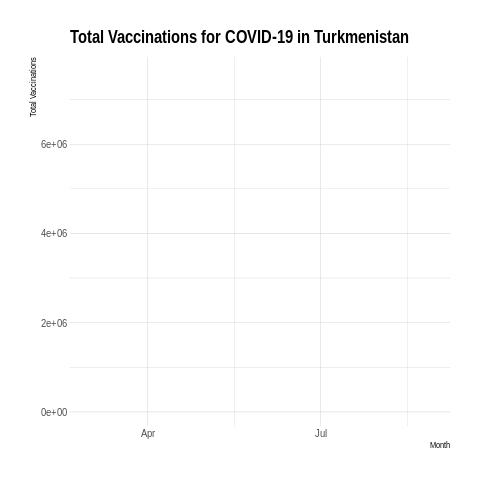 Total Vaccinations for COVID-19 in Turkmenistan
Total Vaccinations
6e+06
4e+06
2e+06
0e+00
Apr Jul
Month